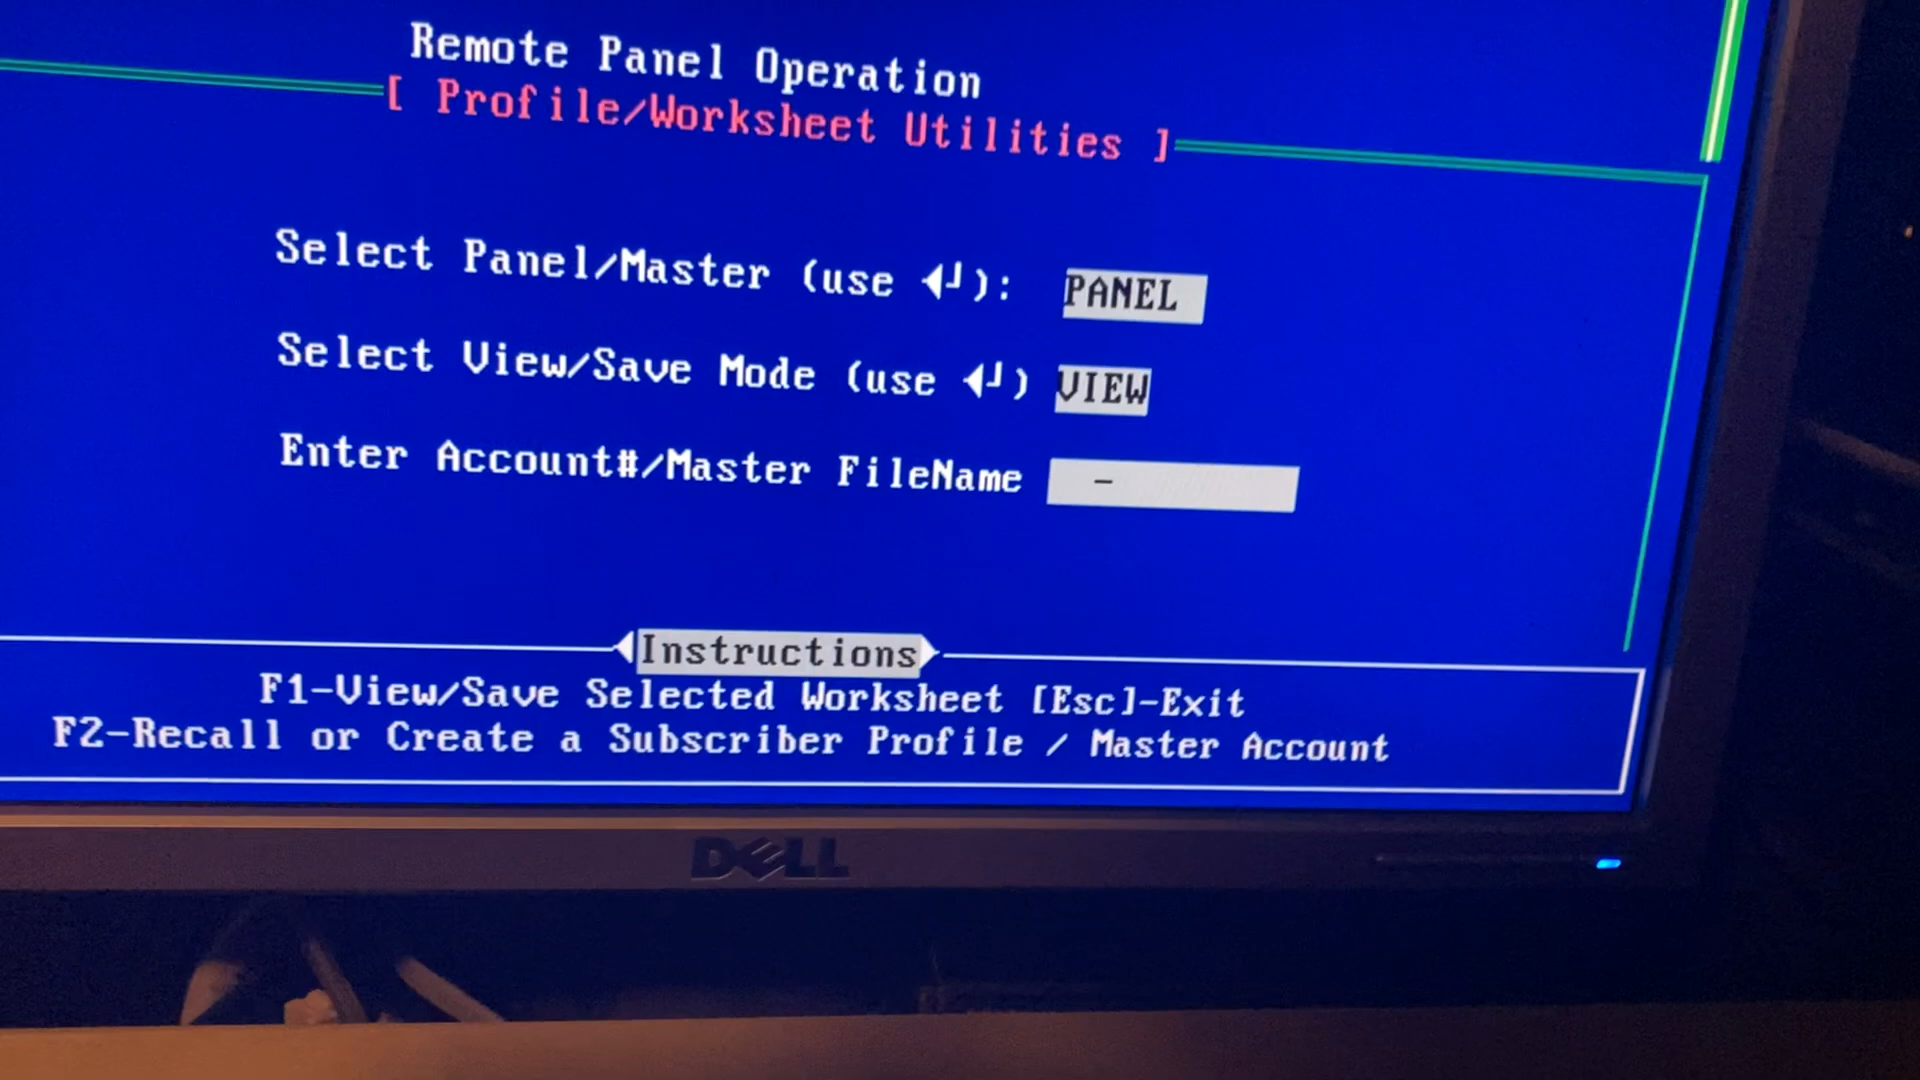 Remote Panel Operation
[ Profile/Worksheet Utilities ]
Select Panel/Master (use ◄┘): PANEL
Select View/Save Mode (use ◄┘) VIEW
Enter Account#/Master FileName –
Instructions
F1-View/Save Selected Worksheet [Esc]-Exit
F2-Recall or Create a Subscriber Profile / Master Account
DELL